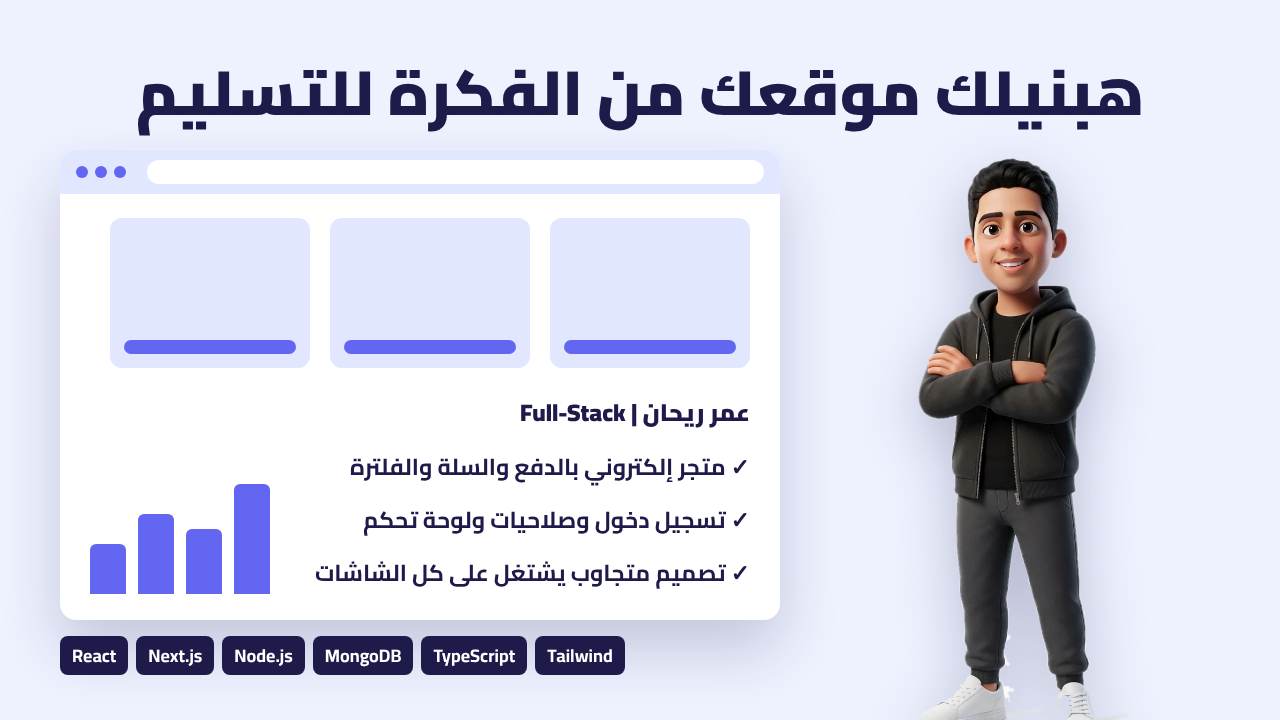 هبنيلك موقعك من الفكرة للتسليم
عمر ريحان | Full-Stack
✓ متجر إلكتروني بالدفع والسلة والفلترة
✓ تسجيل دخول وصلاحيات ولوحة تحكم
✓ تصميم متجاوب يشتغل على كل الشاشات
React Next.js Node.js MongoDB TypeScript Tailwind